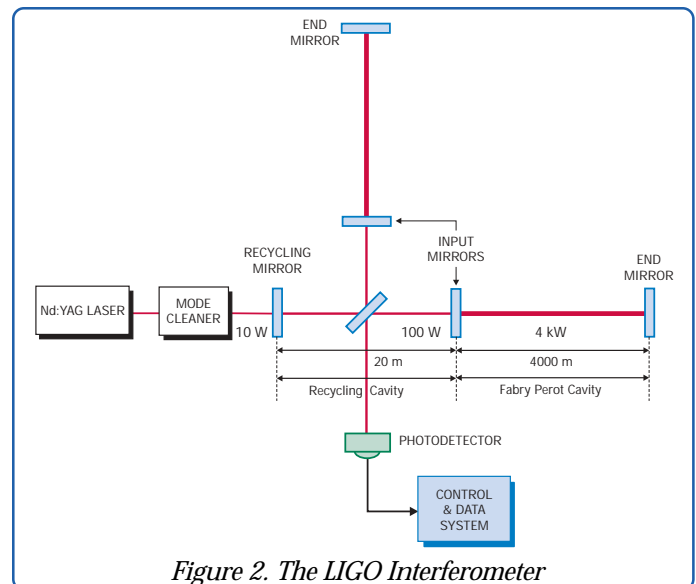 END
MIRROR
INPUT
MIRRORS
RECYCLING
MIRROR
END
MIRROR
Nd:YAG LASER
MODE
CLEANER
10 W
100 W
4 kW
20 m
4000 m
Recycling Cavity
Fabry Perot Cavity
PHOTODETECTOR
CONTROL
& DATA
SYSTEM
Figure 2. The LIGO Interferometer